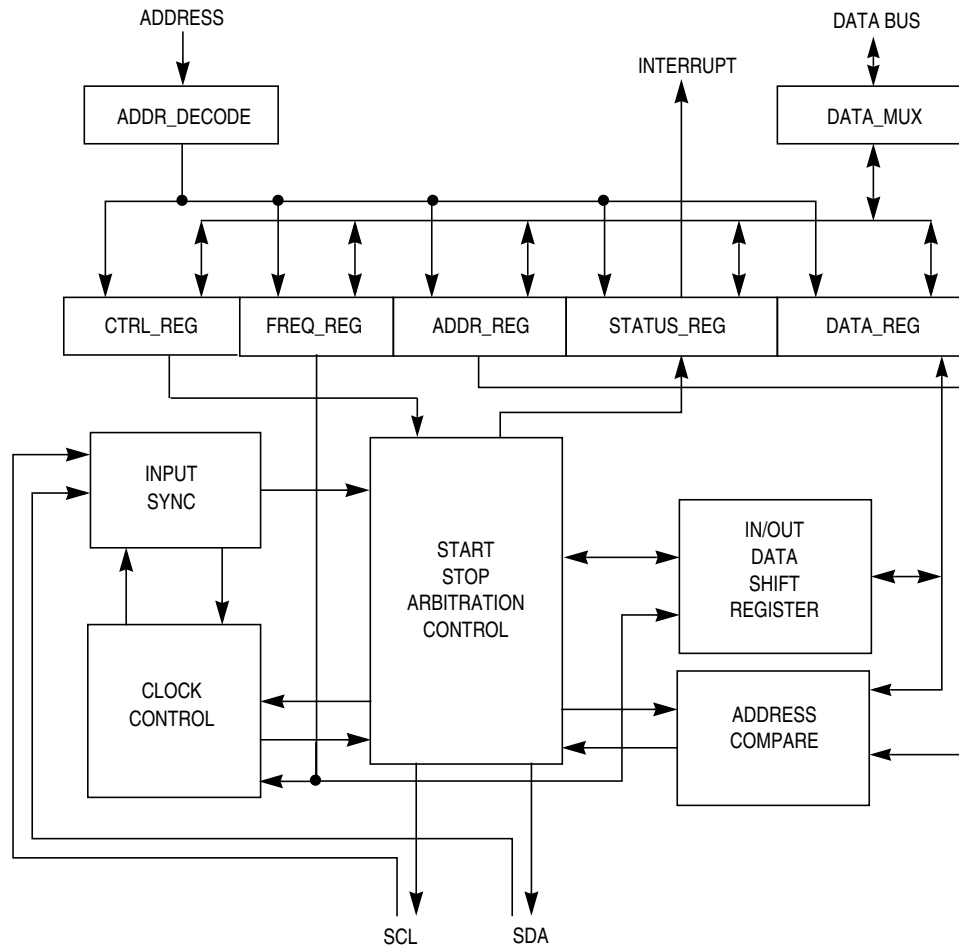 ADDRESS
DATA BUS
INTERRUPT
ADDR_DECODE
DATA_MUX
CTRL_REG
FREQ_REG
ADDR_REG
STATUS_REG
DATA_REG
INPUT
SYNC
START
STOP
ARBITRATION
CONTROL
IN/OUT
DATA
SHIFT
REGISTER
CLOCK
CONTROL
ADDRESS
COMPARE
SCL
SDA